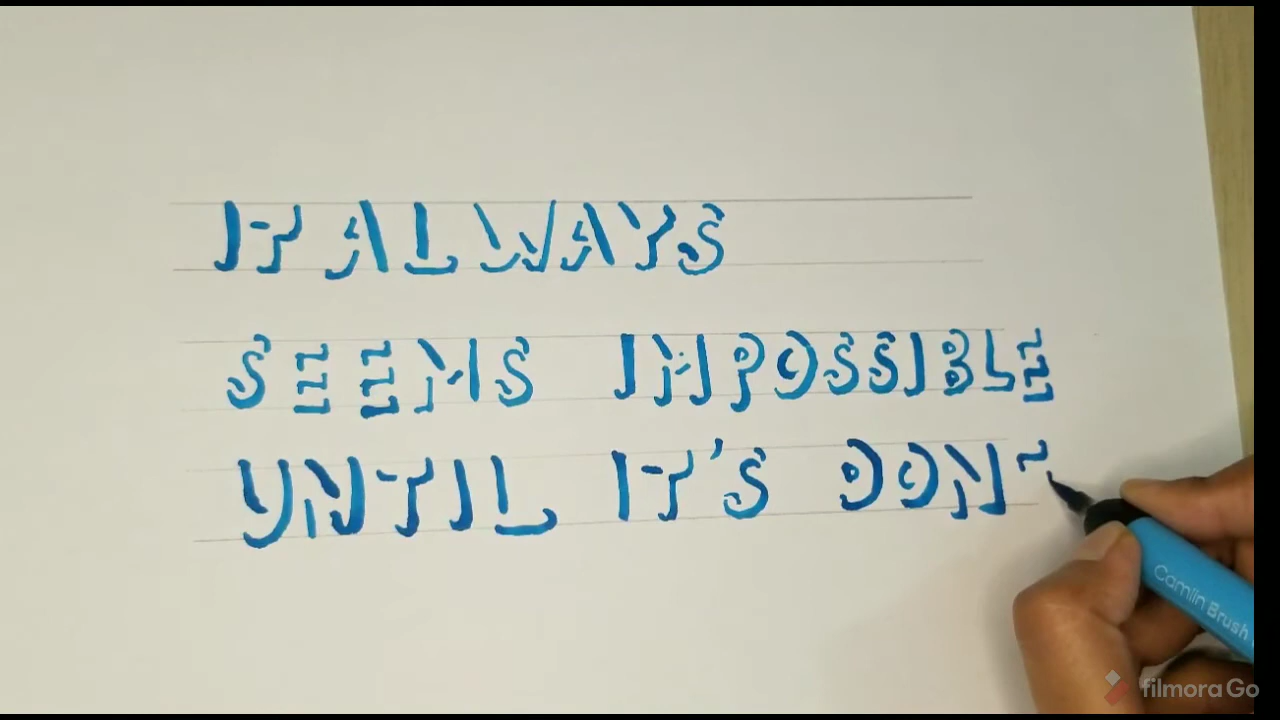 IT ALWAYS
SEEMS IMPOSSIBLE
UNTIL IT'S DON
Camlin Brush
filmoraGo